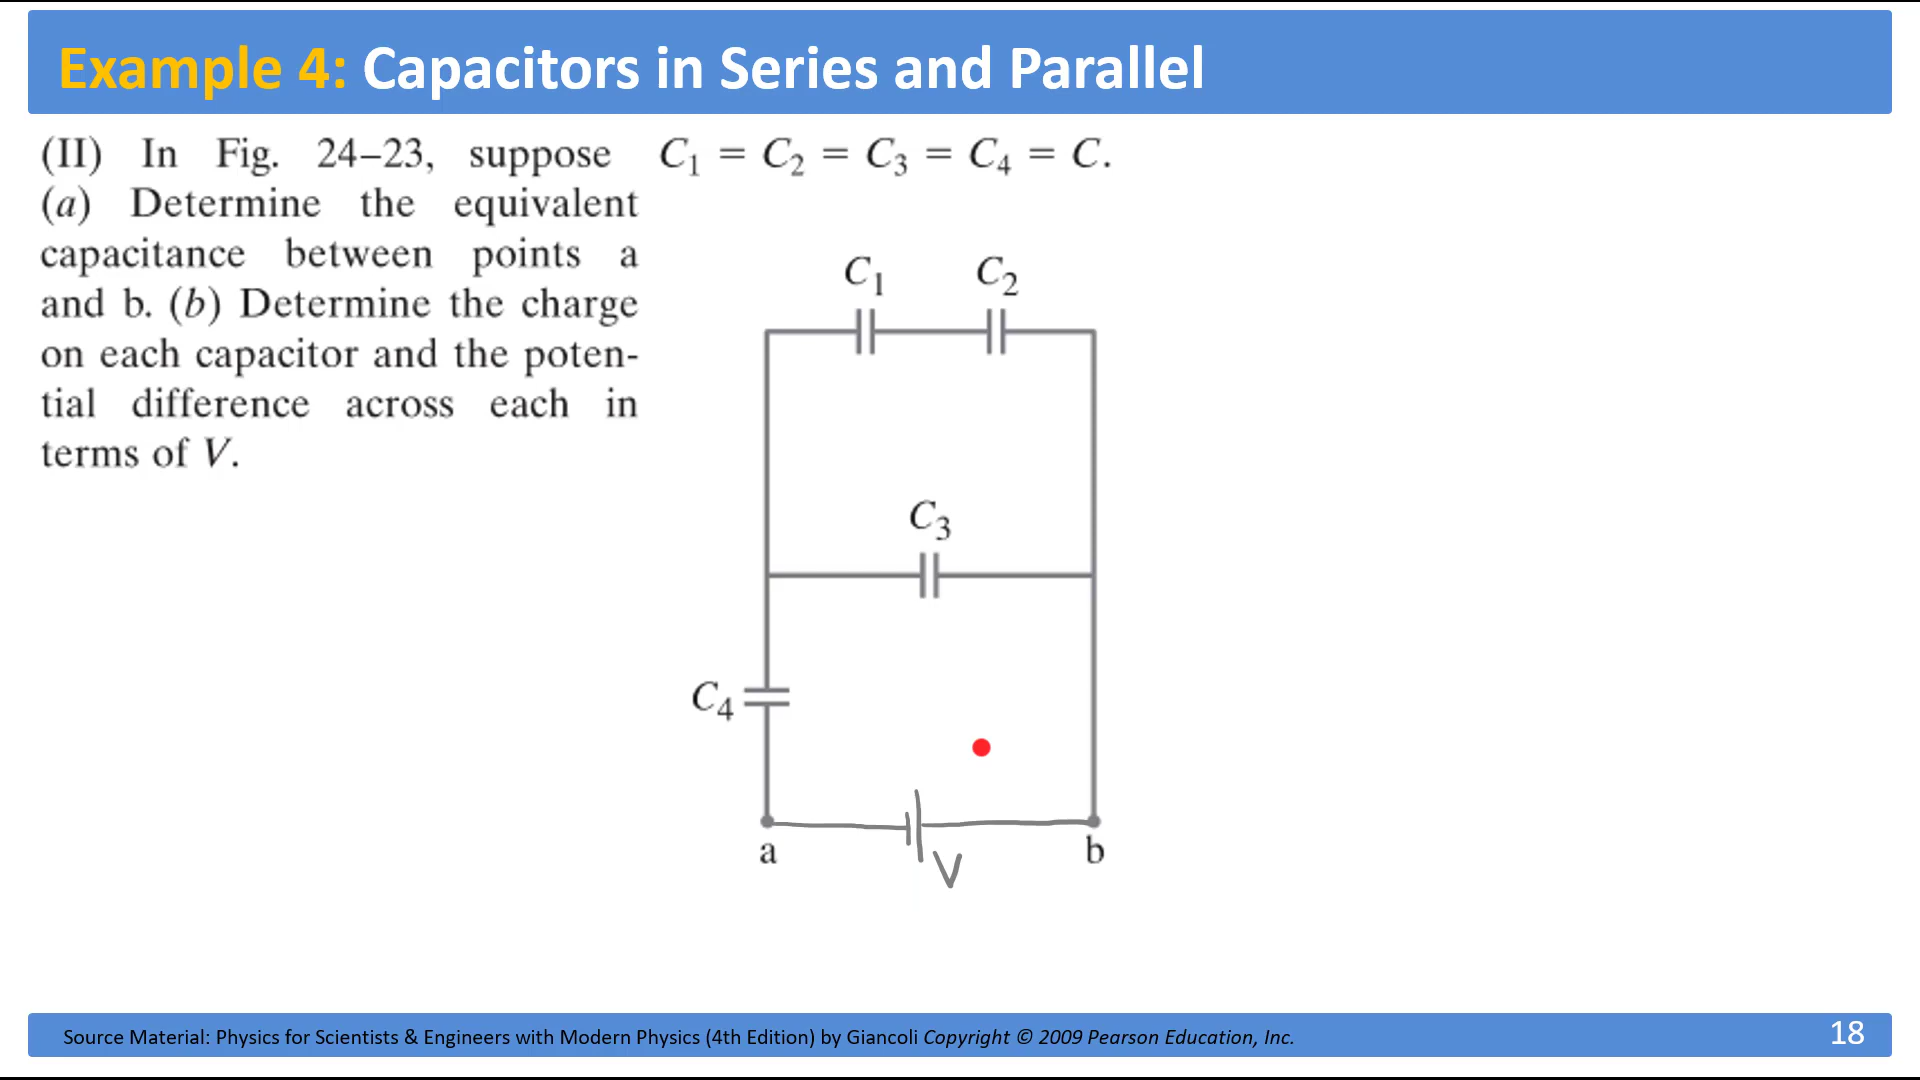 Example 4: Capacitors in Series and Parallel
(II) In Fig. 24–23, suppose C₁ = C₂ = C₃ = C₄ = C.
(a) Determine the equivalent
capacitance between points a
and b. (b) Determine the charge
on each capacitor and the poten-
tial difference across each in
terms of V.
C₁ C₂
C₃
C₄
a b
V
Source Material: Physics for Scientists & Engineers with Modern Physics (4th Edition) by Giancoli Copyright © 2009 Pearson Education, Inc.
18